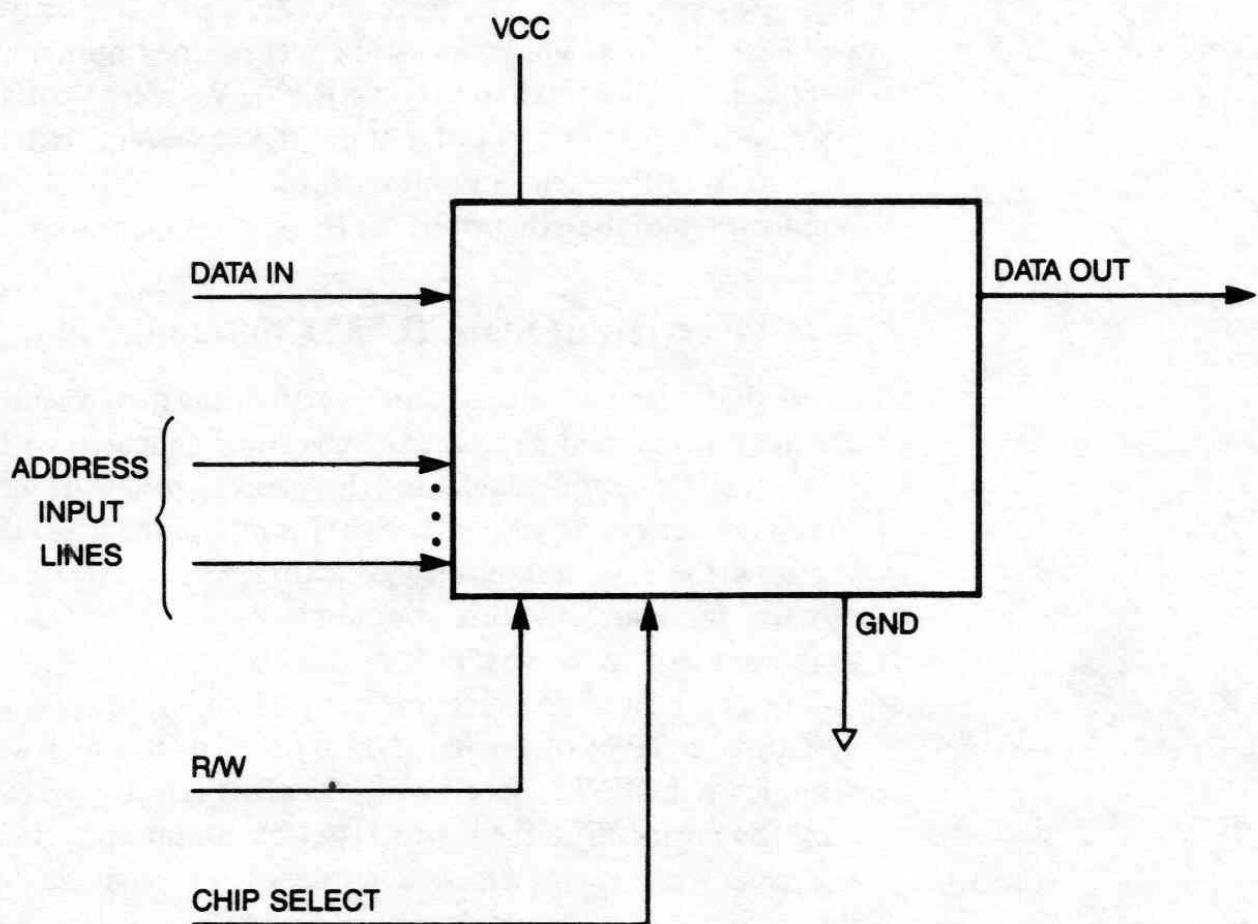 VCC
DATA IN
DATA OUT
ADDRESS
INPUT
LINES
GND
R/W
CHIP SELECT